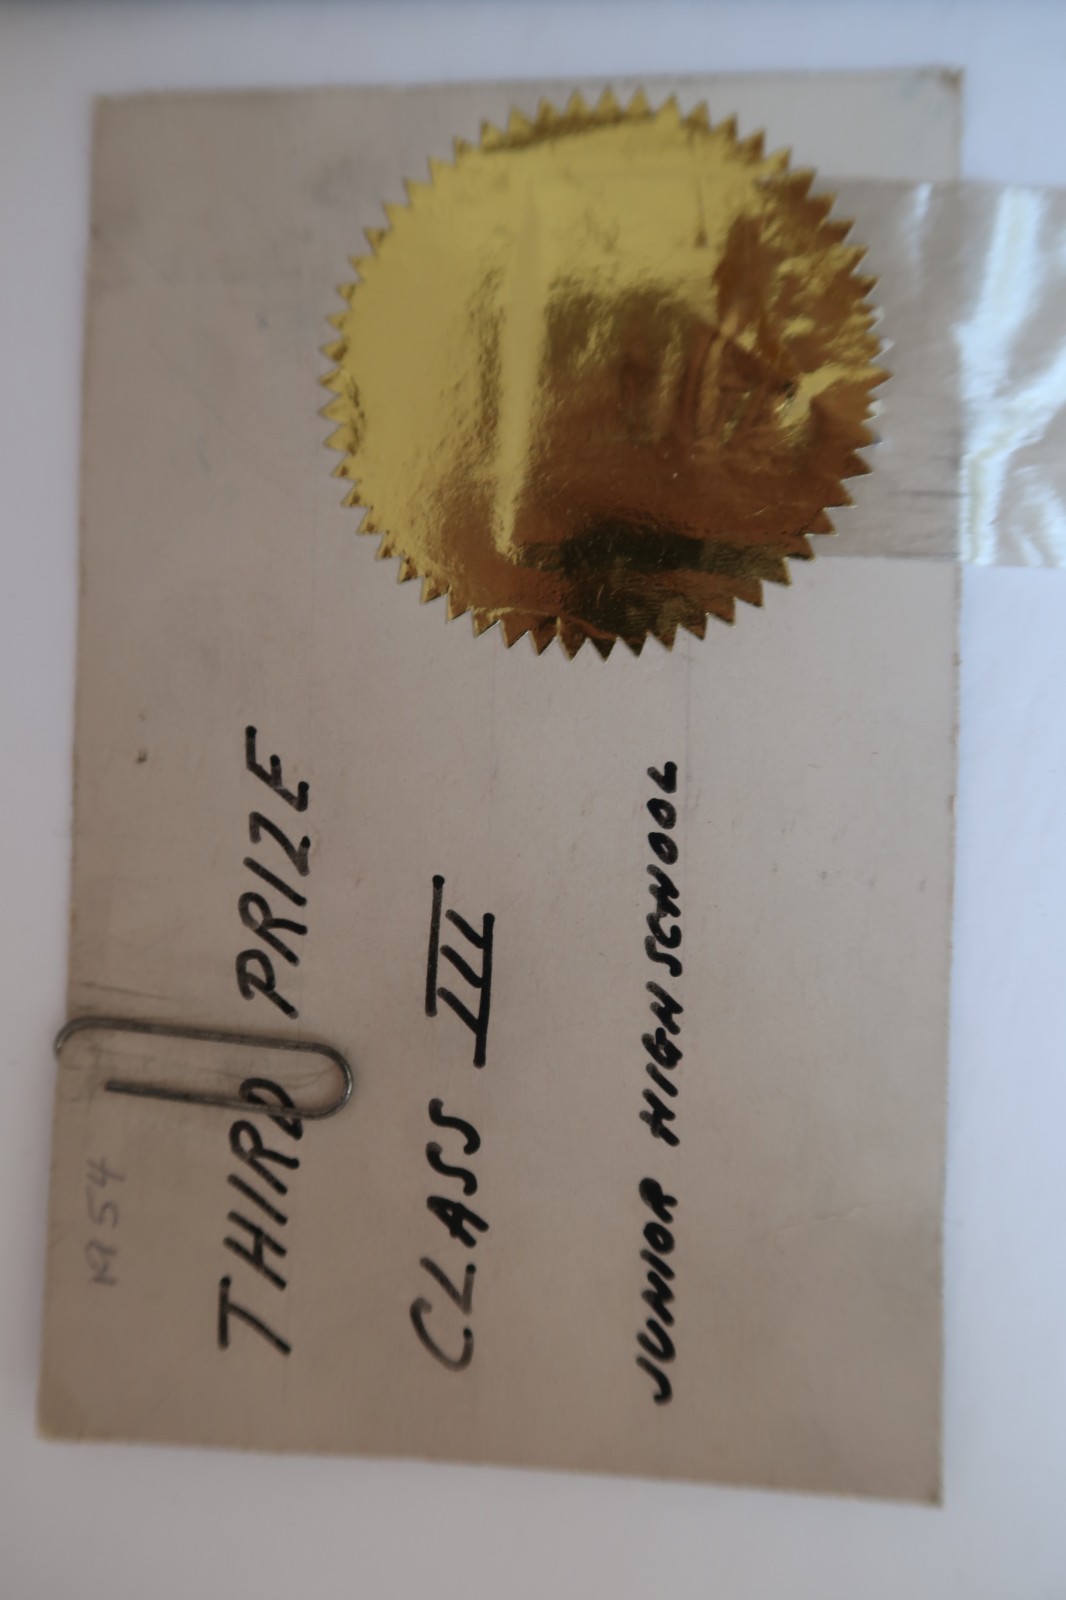 1954
THIRD PRIZE
CLASS III
JUNIOR HIGH SCHOOL